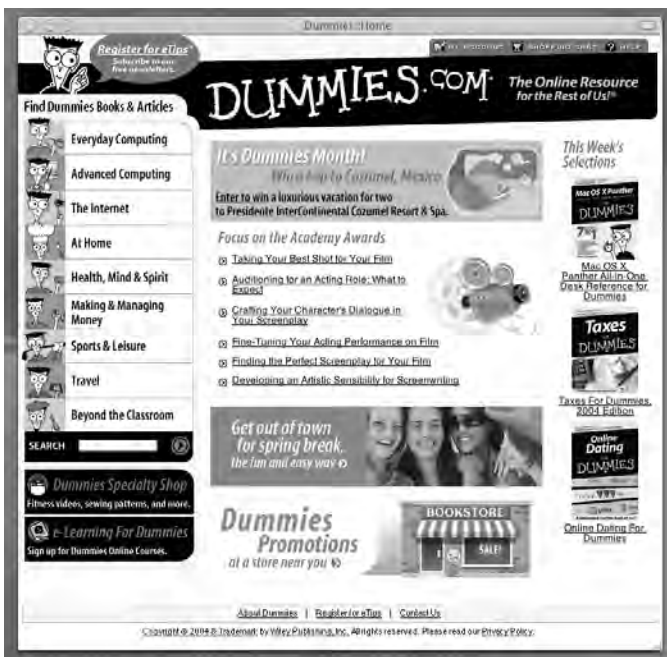 Dummies::Home
Register for eTips
Subscribe to our
free newsletters.
MY ACCOUNT
SHOPPING CART
HELP
DUMMIES.COM
The Online Resource
for the Rest of Us!
Find Dummies Books & Articles
Everyday Computing
Advanced Computing
The Internet
At Home
Health, Mind & Spirit
Making & Managing
Money
Sports & Leisure
Travel
Beyond the Classroom
SEARCH
Dummies Specialty Shop
Fitness videos, sewing patterns, and more.
e-Learning For Dummies
Sign up for Dummies Online Courses.
It's Dummies Month!
Win a trip to Cozumel, Mexico
Enter to win a luxurious vacation for two
to Presidente InterContinental Cozumel Resort & Spa.
Focus on the Academy Awards
Taking Your Best Shot for Your Film
Auditioning for an Acting Role: What to
Expect
Crafting Your Character's Dialogue in
Your Screenplay
Fine-Tuning Your Acting Performance on Film
Finding the Perfect Screenplay for Your Film
Developing an Artistic Sensibility for Screenwriting
Get out of town
for spring break,
the fun and easy way
Dummies
Promotions
at a store near you
BOOKSTORE
SALE!
This Week's
Selections
Mac OS X Panther
DUMMIES
7 in 1
Mac OS X
Panther All-in-One
Desk Reference for
Dummies
Taxes
DUMMIES
Taxes For Dummies,
2004 Edition
Online
Dating
DUMMIES
Online Dating For
Dummies
About Dummies | Register for eTips | Contact Us
Copyright © 2004 & Trademark by Wiley Publishing, Inc. All rights reserved. Please read our Privacy Policy.